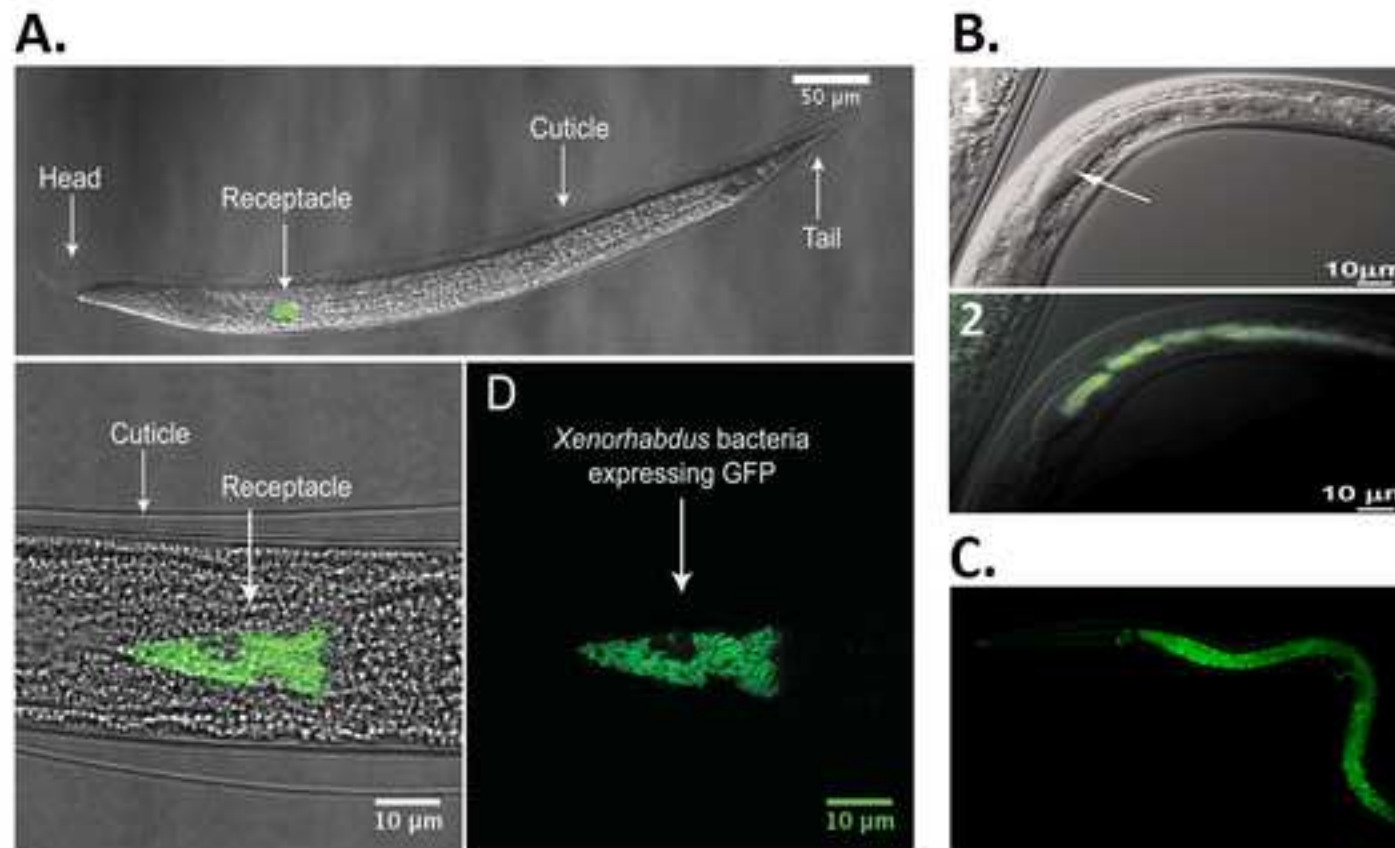 A.
50 µm
Cuticle
Head
Receptacle
Tail
Cuticle
Receptacle
10 µm
D
Xenorhabdus bacteria
expressing GFP
10 µm
B.
1
10µm
2
10 µm
C.